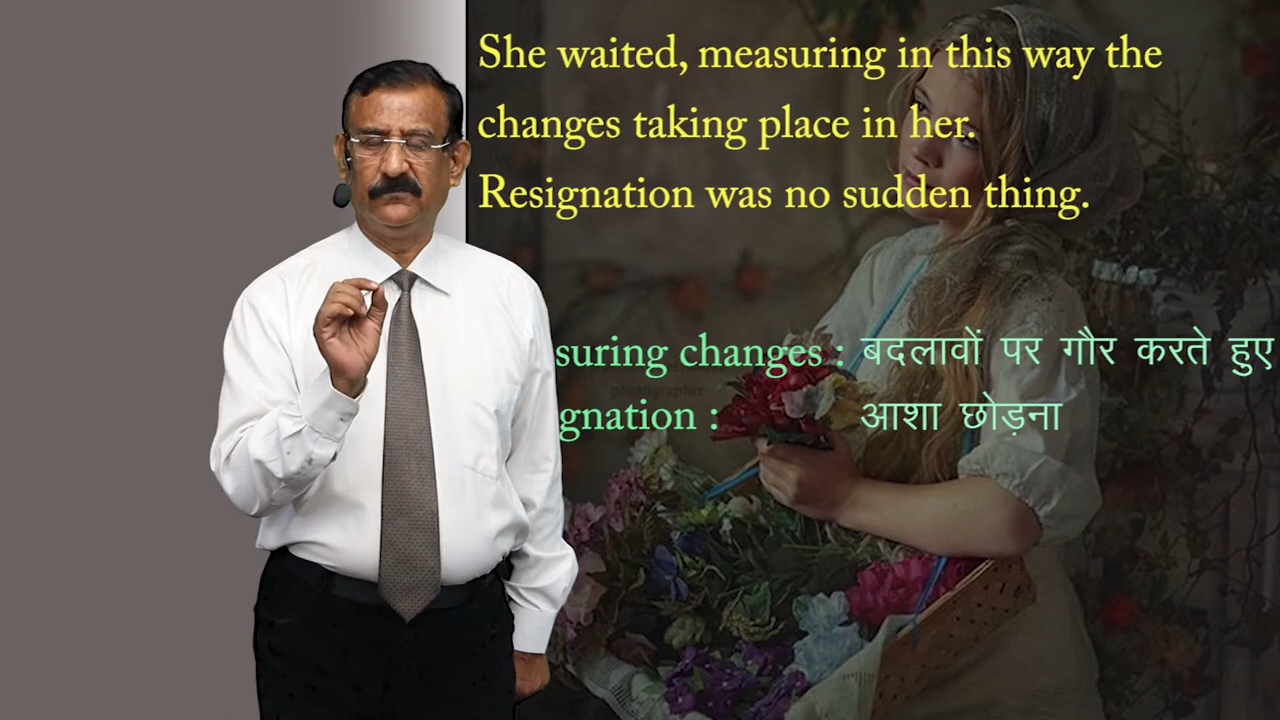 She waited, measuring in this way the
changes taking place in her.
Resignation was no sudden thing.
suring changes : बदलावों पर गौर करते हुए
photographer
gnation : आशा छोड़ना